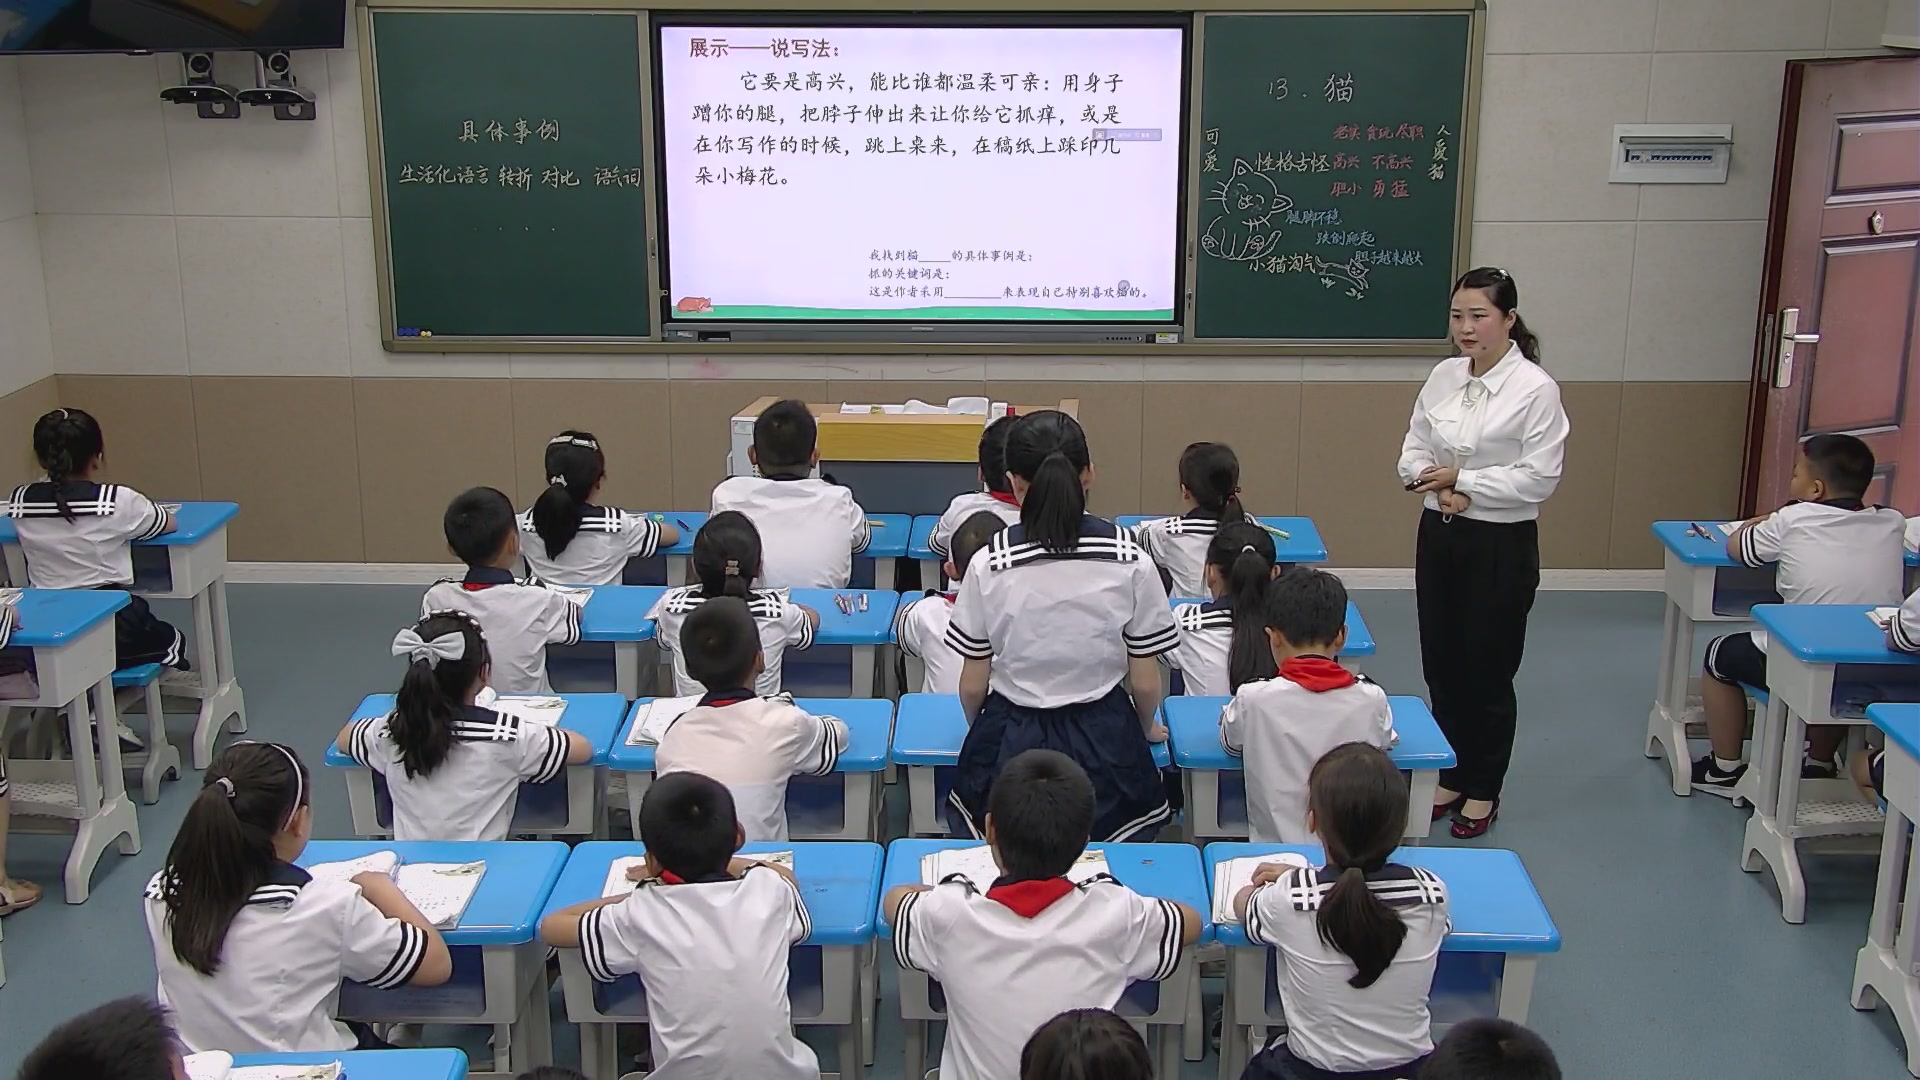 具体事例
生活化语言 转折 对比 语气词
展示——说写法：
它要是高兴，能比谁都温柔可亲：用身子
蹭你的腿，把脖子伸出来让你给它抓痒，或是
在你写作的时候，跳上桌来，在稿纸上踩印几
朵小梅花。
我找到猫_____的具体事例是：
抓的关键词是：
这是作者采用__________来表现自己特别喜欢猫的。
13. 猫
可爱
老实 贪玩 尽职
性格古怪 高兴 不高兴
胆小 勇猛
人爱猫
腿脚不稳
跌倒爬起
小猫淘气 胆子越来越大